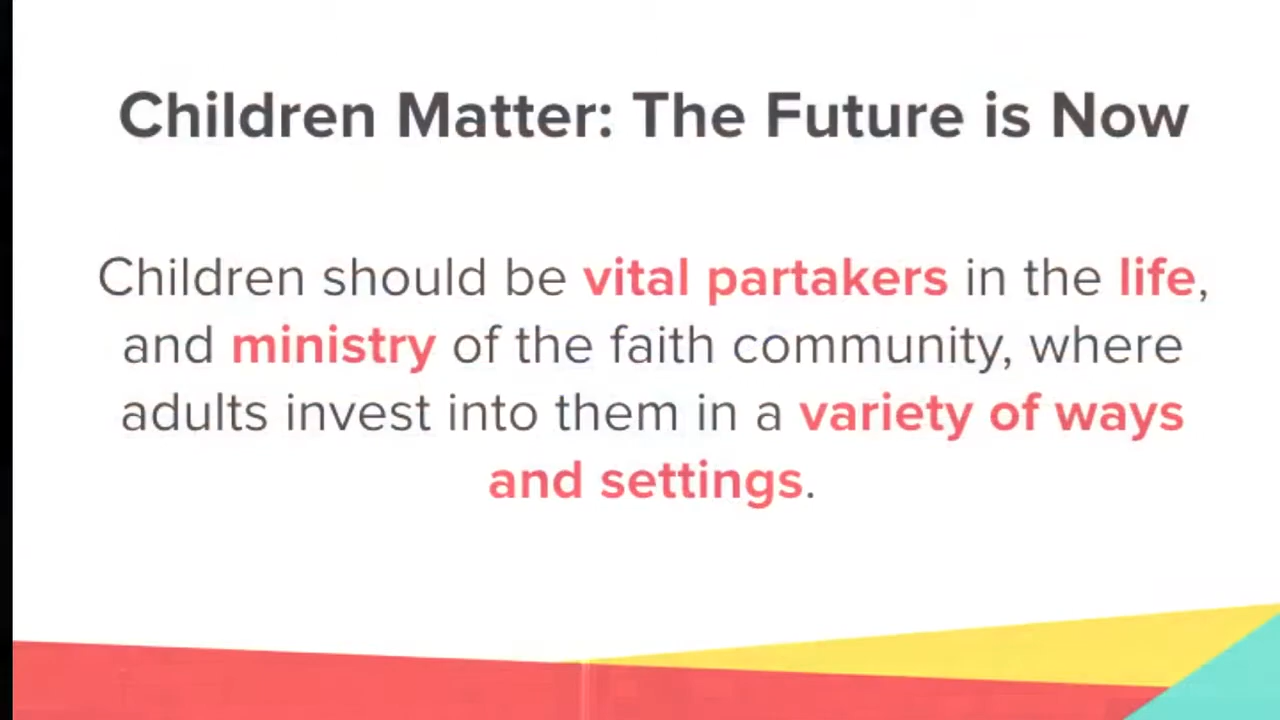 Children Matter: The Future is Now
Children should be vital partakers in the life,
and ministry of the faith community, where
adults invest into them in a variety of ways
and settings.